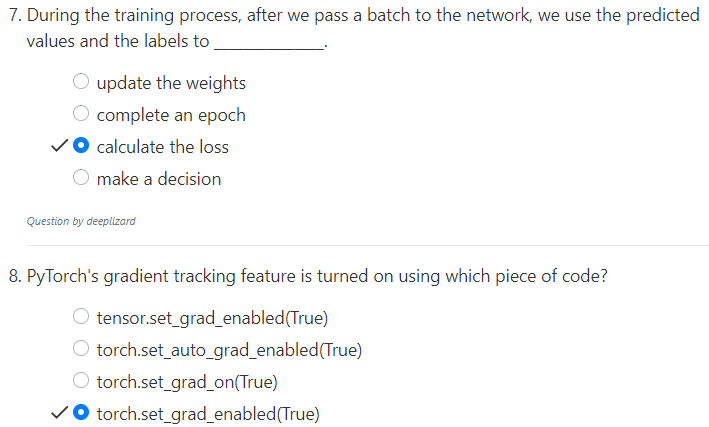 7. During the training process, after we pass a batch to the network, we use the predicted
values and the labels to ______________.
update the weights
complete an epoch
calculate the loss
make a decision
Question by deeplizard
8. PyTorch's gradient tracking feature is turned on using which piece of code?
tensor.set_grad_enabled(True)
torch.set_auto_grad_enabled(True)
torch.set_grad_on(True)
torch.set_grad_enabled(True)